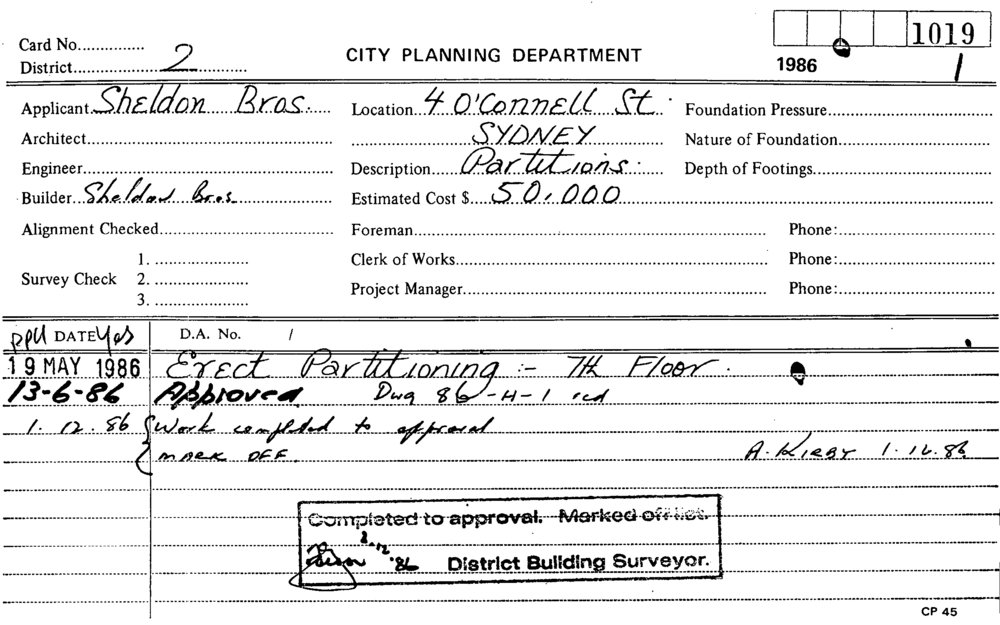 Card No...............
District............... 2
CITY PLANNING DEPARTMENT
1019
1986 /
Applicant Sheldon Bros.
Location 4 O'Connell St.
Foundation Pressure
Architect
SYDNEY
Nature of Foundation
Engineer
Description Partitions.
Depth of Footings
Builder Sheldon Bros
Estimated Cost $ 50,000
Alignment Checked
Foreman
Phone:
1.
Clerk of Works
Phone:
Survey Check 2.
3.
Project Manager
Phone:
DATE Yes
D.A. No. /
19 MAY 1986 Erect Partitioning :- 7th Floor.
13-6-86 Approved Dwg 86-H-1
1.12.86 Work completed to approval
MARK OFF. A. KIRBY 1.12.86
Completed to approval. Marked off list.
2.12.'86 District Building Surveyor.
CP 45